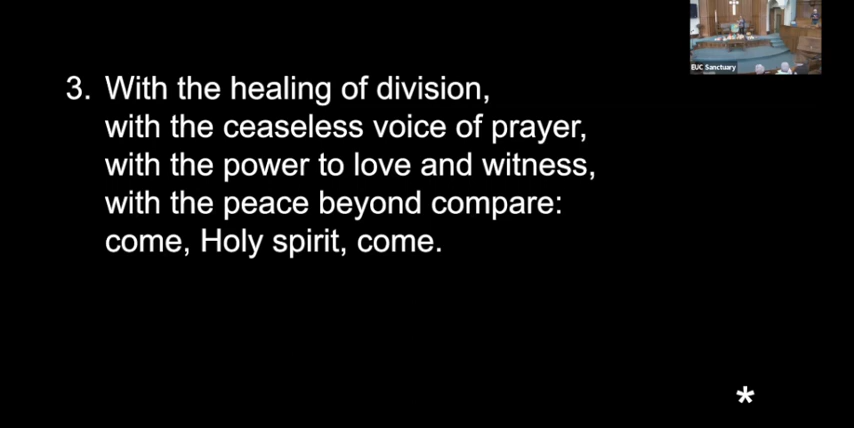 EUC Sanctuary
3. With the healing of division,
with the ceaseless voice of prayer,
with the power to love and witness,
with the peace beyond compare:
come, Holy spirit, come.
*